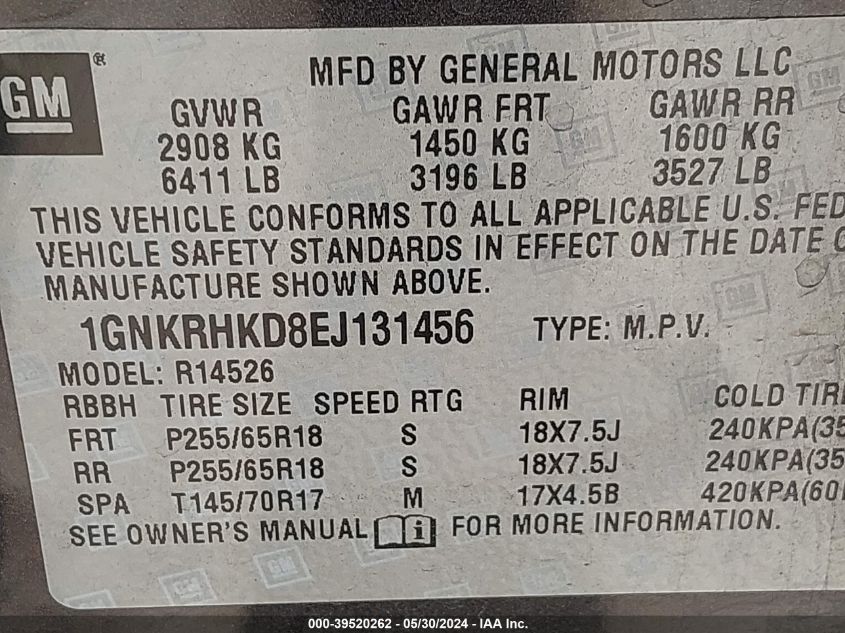 GM ®
MFD BY GENERAL MOTORS LLC
GVWR GAWR FRT GAWR RR
2908 KG 1450 KG 1600 KG
6411 LB 3196 LB 3527 LB
THIS VEHICLE CONFORMS TO ALL APPLICABLE U.S. FED
VEHICLE SAFETY STANDARDS IN EFFECT ON THE DATE O
MANUFACTURE SHOWN ABOVE.
1GNKRHKD8EJ131456 TYPE: M.P.V.
MODEL: R14526
RBBH TIRE SIZE SPEED RTG RIM COLD TIRE
FRT P255/65R18 S 18X7.5J 240KPA(35
RR P255/65R18 S 18X7.5J 240KPA(35
SPA T145/70R17 M 17X4.5B 420KPA(60
SEE OWNER'S MANUAL i FOR MORE INFORMATION.
000-39520262 - 05/30/2024 - IAA Inc.